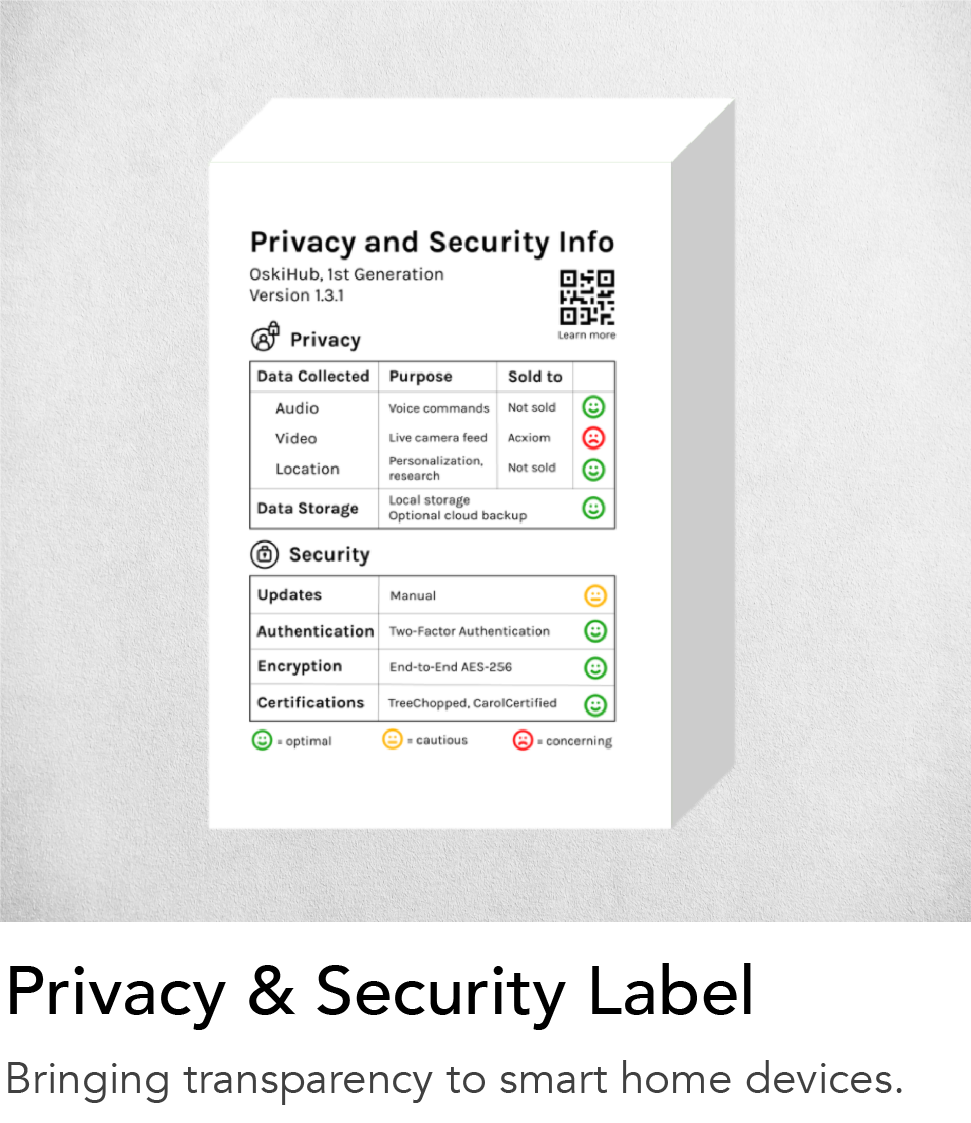 Privacy and Security Info
OskiHub, 1st Generation
Version 1.3.1
Learn more
Privacy
Data Collected Purpose Sold to
Audio Voice commands Not sold
Video Live camera feed Acxiom
Location Personalization, research Not sold
Data Storage Local storage
Optional cloud backup
Security
Updates Manual
Authentication Two-Factor Authentication
Encryption End-to-End AES-256
Certifications TreeChopped, CarolCertified
= optimal = cautious = concerning
Privacy & Security Label
Bringing transparency to smart home devices.